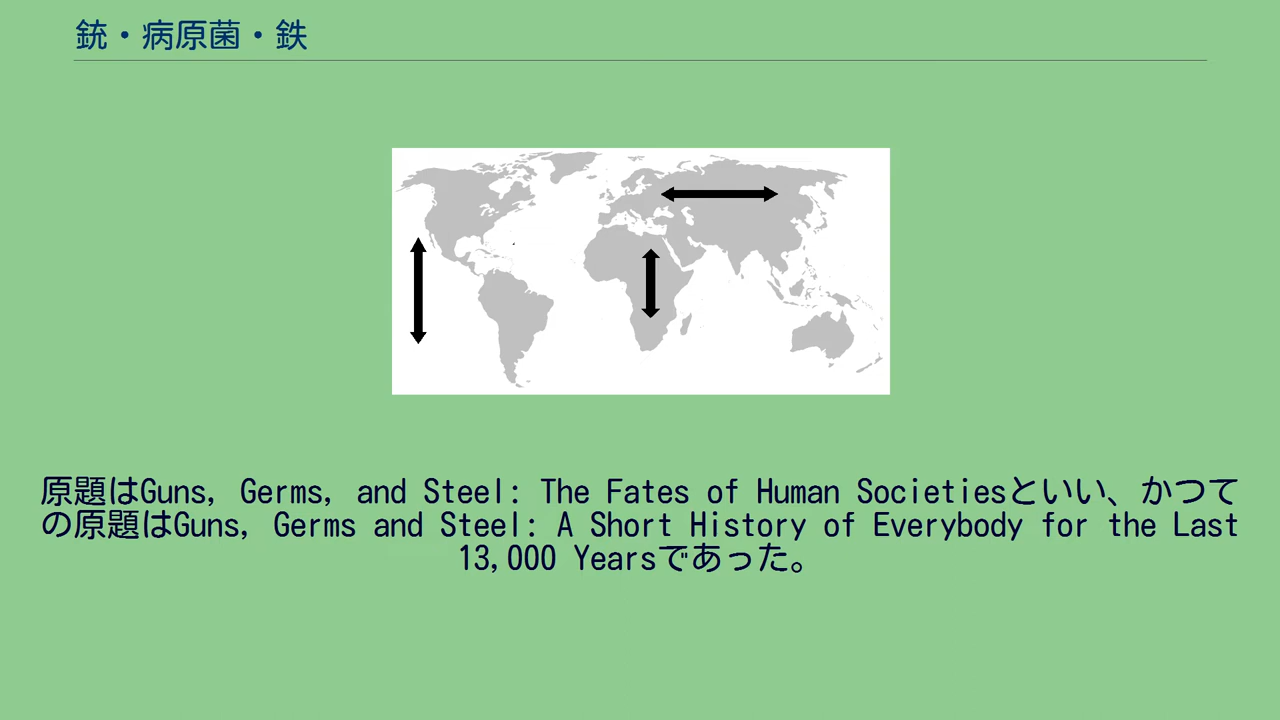 銃・病原菌・鉄
原題はGuns, Germs, and Steel: The Fates of Human Societiesといい、かつて
の原題はGuns, Germs and Steel: A Short History of Everybody for the Last
13,000 Yearsであった。